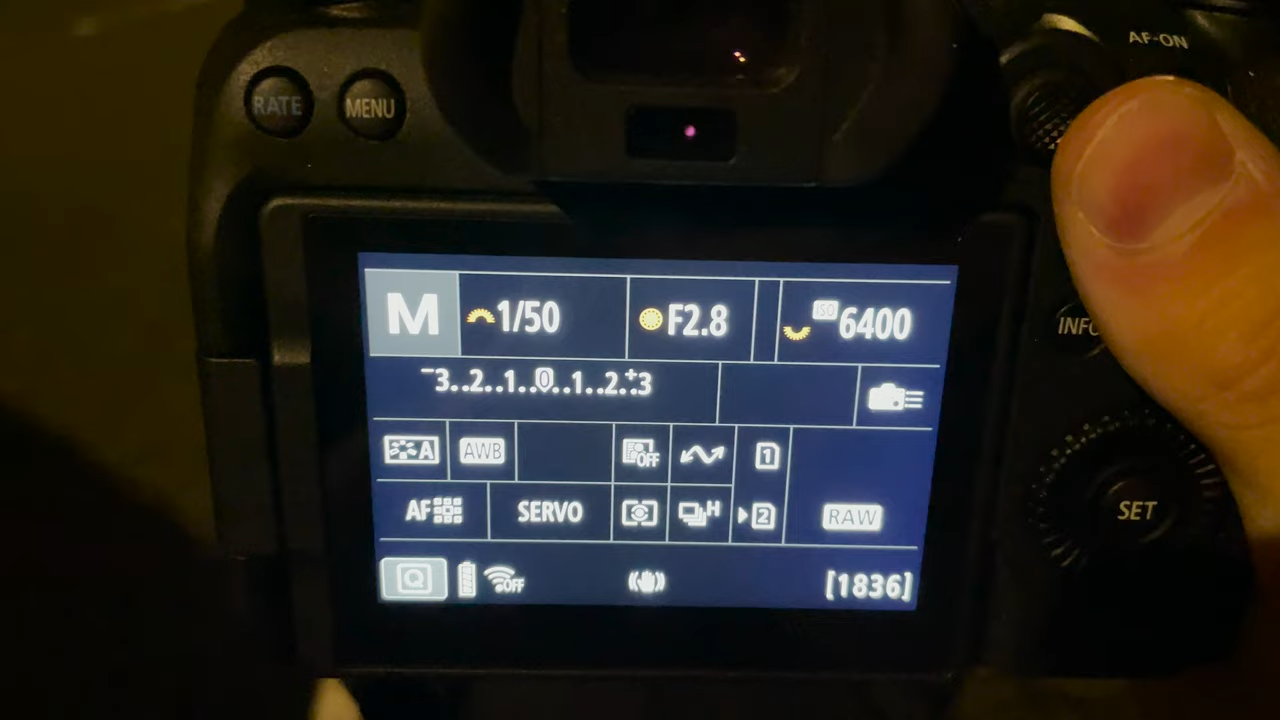 AF-ON
RATE MENU
M 1/50 F2.8 ISO 6400
-3..2..1..0..1..2..+3
INFO
A AWB OFF 1
AF SERVO H 2 RAW
SET
Q OFF [1836]